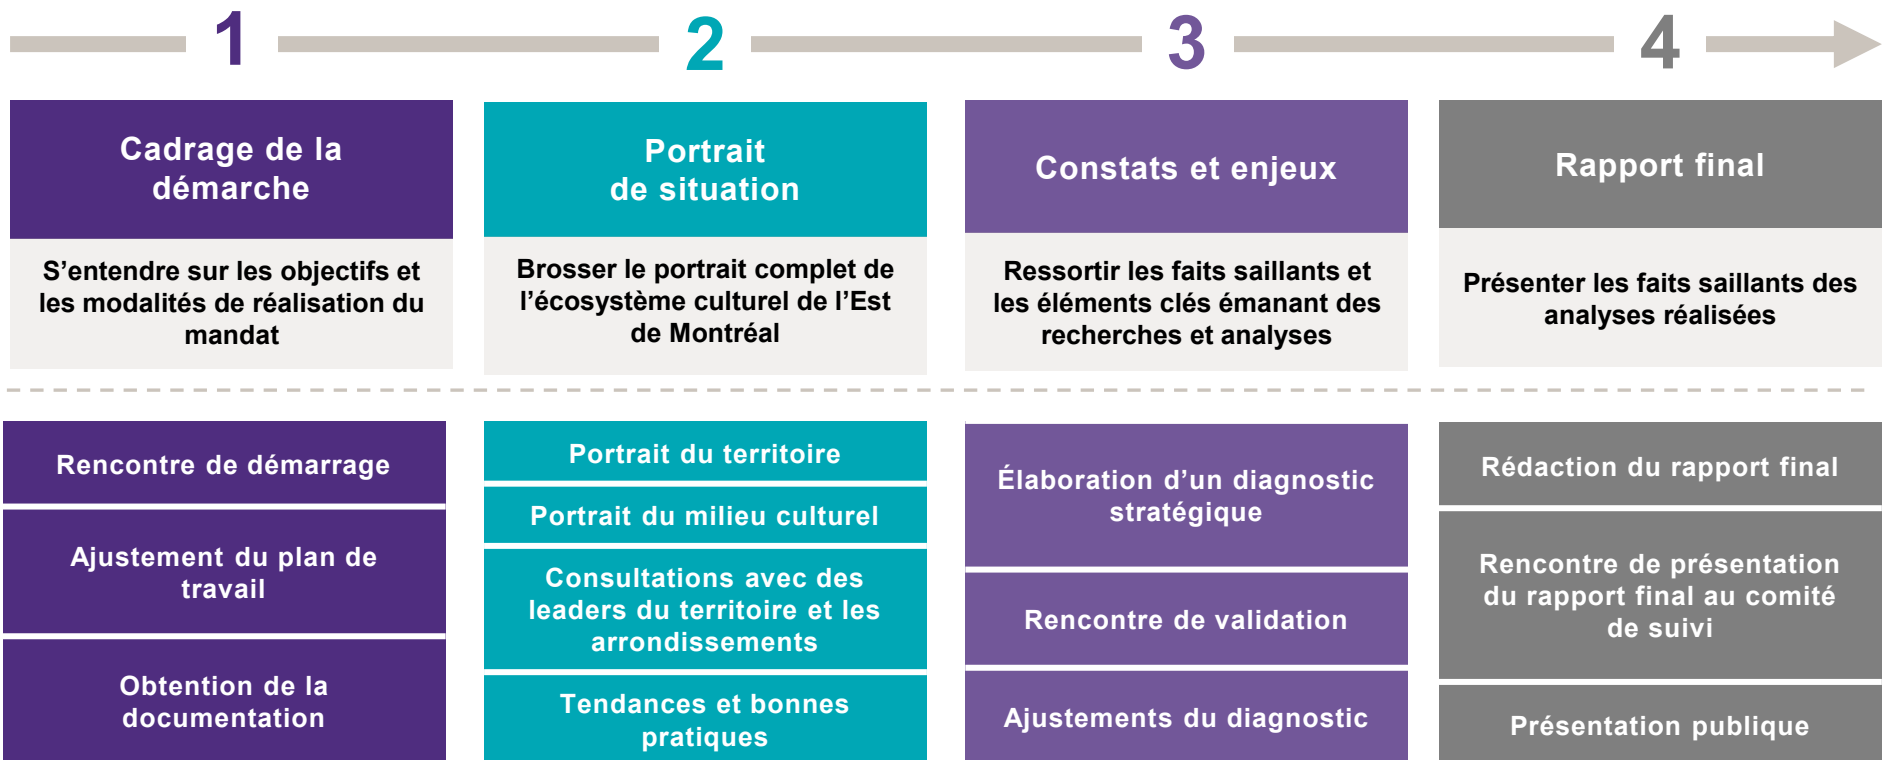 1
2
3
4
Cadrage de la
démarche
S'entendre sur les objectifs et
les modalités de réalisation du
mandat
Rencontre de démarrage
Ajustement du plan de
travail
Obtention de la
documentation
Portrait
de situation
Brosser le portrait complet de
l'écosystème culturel de l'Est
de Montréal
Portrait du territoire
Portrait du milieu culturel
Consultations avec des
leaders du territoire et les
arrondissements
Tendances et bonnes
pratiques
Constats et enjeux
Ressortir les faits saillants et
les éléments clés émanant des
recherches et analyses
Élaboration d'un diagnostic
stratégique
Rencontre de validation
Ajustements du diagnostic
Rapport final
Présenter les faits saillants des
analyses réalisées
Rédaction du rapport final
Rencontre de présentation
du rapport final au comité
de suivi
Présentation publique